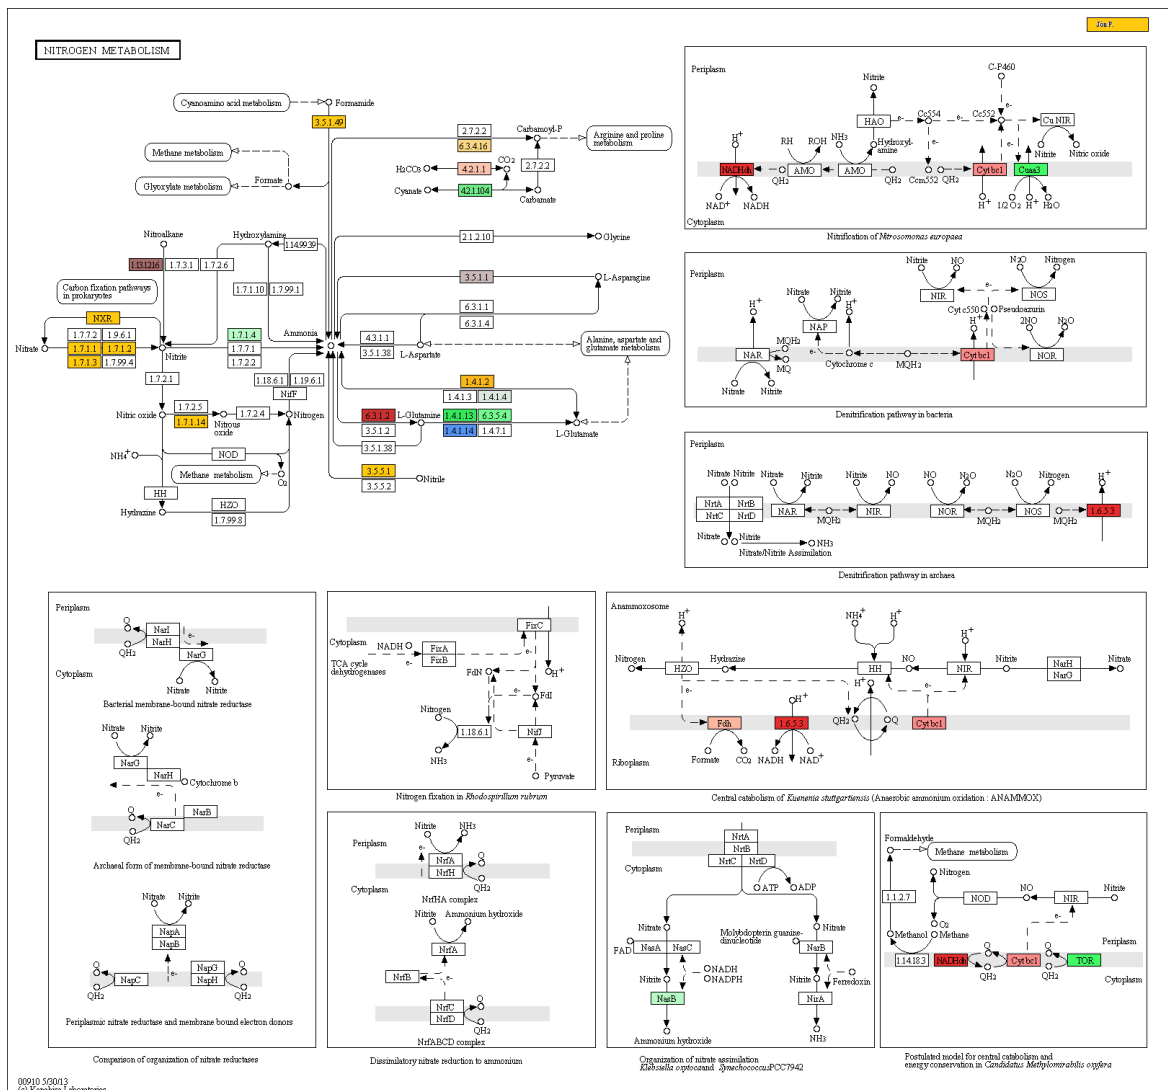 Jon P.
NITROGEN METABOLISM
Cyanoamino acid metabolism
Formamide
3.5.1.49
Methane metabolism
Formate
Glyoxylate metabolism
2.7.2.2
Carbamoyl-P
6.3.4.16
Arginine and proline
metabolism
H2CO3
4.2.1.1
CO2
2.7.2.2
Cyanate
4.2.1.104
Carbamate
Nitroalkane
Hydroxylamine
1.14.99.39
2.1.2.10
Glycine
1.13.12.16
1.7.3.1
1.7.2.6
Carbon fixation pathways
in prokaryotes
1.7.1.10
1.7.99.1
3.5.1.1
L-Asparagine
6.3.1.1
6.3.1.4
NXR
Nitrate
1.7.7.2
1.9.6.1
1.7.1.1
1.7.1.2
1.7.1.3
1.7.99.4
Nitrite
1.7.1.4
1.7.7.1
1.7.2.2
Ammonia
4.3.1.1
3.5.1.38
L-Aspartate
Alanine, aspartate and
glutamate metabolism
1.7.2.1
1.18.6.1
1.19.6.1
NifF
1.4.1.2
1.4.1.3
1.4.1.4
Nitric oxide
1.7.2.5
1.7.1.14
Nitrous
oxide
1.7.2.4
Nitrogen
6.3.1.2
3.5.1.2
3.5.1.38
L-Glutamine
1.4.1.13
6.3.5.4
1.4.1.14
1.4.7.1
L-Glutamate
NH4+
NOD
Methane metabolism
O2
3.5.5.1
3.5.5.2
Nitrile
HH
Hydrazine
HZO
1.7.99.8
Periplasm
C-P460
Nitrite
HAO
e-
Cc554
Cc552
e-
e-
Cu NIR
Nitrite
Nitric oxide
H+
RH
ROH
NH3
Hydroxyl-
amine
NADHdh
QH2
AMO
AMO
QH2
e-
Ccm552
QH2
Cyt bc1
Cuaa3
NAD+
NADH
H+
1/2 O2
H+
H2O
Cytoplasm
Nitrification of Nitrosomonas europaea
Periplasm
Nitrite
NO
N2O
Nitrogen
NIR
e-
NOS
H+
Nitrate
Nitrite
H+
NAP
Cyt c550
Pseudoazurin
H+
e-
2NO
N2O
NAR
MQH2
MQ
e-
Cytochrome c
MQH2
Cyt bc1
NOR
Nitrate
Nitrite
Denitrification pathway in bacteria
Periplasm
Nitrate
Nitrite
Nitrate
Nitrite
Nitrite
NO
NO
N2O
N2O
Nitrogen
H+
NrtA
NrtB
NrtC
NrtD
NAR
MQH2
NIR
NOR
MQH2
NOS
MQH2
1.6.5.3
Nitrate
Nitrite
NH3
Nitrate/Nitrite Assimilation
Denitrification pathway in archaea
Periplasm
Q
NarI
NarH
e-
QH2
NarG
Cytoplasm
Nitrate
Nitrite
Bacterial membrane-bound nitrate reductase
Nitrate
Nitrite
NarG
NarH
Cytochrome b
e-
Q
NarC
NarB
QH2
Archaeal form of membrane-bound nitrate reductase
Nitrate
Nitrite
NapA
NapB
Q
NapC
e-
NapG
NapH
Q
QH2
QH2
Periplasmic nitrate reductase and membrane bound electron donors
Comparison of organization of nitrate reductases
FixC
Cytoplasm
NADH
FixA
FixB
e-
e-
TCA cycle
dehydrogenases
FdN
H+
FdI
Nitrogen
1.18.6.1
NifJ
NH3
e-
Pyruvate
Nitrogen fixation in Rhodospirillum rubrum
Anammoxosome
H+
NH4+
H+
H+
Nitrogen
HZO
Hydrazine
HH
NO
NIR
Nitrite
NarH
NarG
Nitrate
e-
H+
H+
e-
Fdh
1.6.5.3
QH2
Q
Cyt bc1
Formate
CO2
NADH
NAD+
Riboplasm
Central catabolism of Kuenenia stuttgartiensis (Anaerobic ammonium oxidation : ANAMMOX)
Periplasm
Nitrite
NH3
e-
NrfA
NrfH
Q
QH2
Cytoplasm
NrfHA complex
Nitrite
Ammonium hydroxide
NrfA
NrfB
e-
NrfC
NrfD
Q
QH2
NrfABCD complex
Dissimilatory nitrate reduction to ammonium
Periplasm
NrtA
NrtB
NrtC
NrtD
Cytoplasm
ATP
ADP
Nitrate
Nitrate
FAD
NasA
NasC
Molybdopterin guanine-
dinucleotide
NarB
Nitrite
NADH
NADPH
Nitrite
Ferredoxin
NasB
NirA
Ammonium hydroxide
NH3
Organization of nitrate assimilation
Klebsiella oxytoca and Synechococcus PCC7942
Formaldehyde
Methane metabolism
Nitrogen
1.1.2.7
NOD
NO
NIR
Nitrite
O2
Methanol
Methane
e-
Periplasm
1.14.18.3
NADHdh
Q
QH2
Cyt bc1
Q
QH2
TOR
Cytoplasm
Postulated model for central catabolism and
energy conservation in Candidatus Methylomirabilis oxyfera
00910 5/30/13
(c) Kanehisa Laboratories